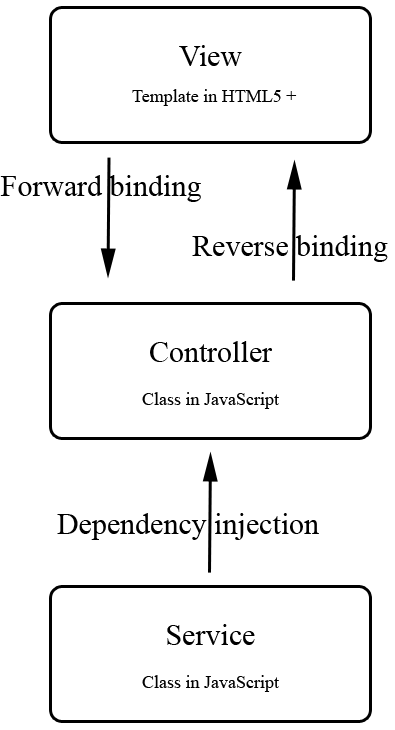 View
Template in HTML5 +
Forward binding
Reverse binding
Controller
Class in JavaScript
Dependency injection
Service
Class in JavaScript